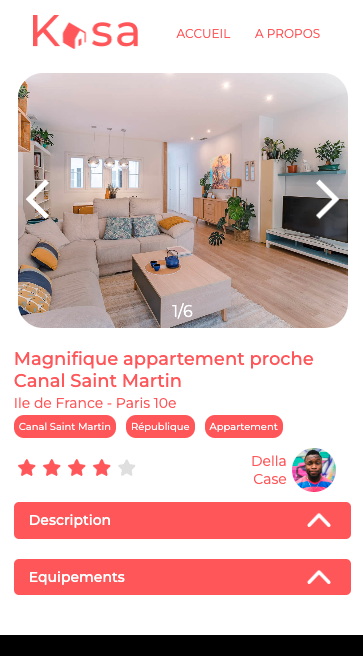 Kasa
ACCUEIL A PROPOS
1/6
Magnifique appartement proche
Canal Saint Martin
Ile de France - Paris 10e
Canal Saint Martin République Appartement
Della
Case
Description
Equipements